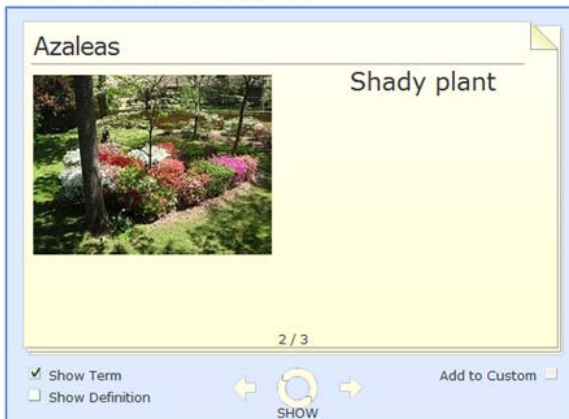 Azaleas
Shady plant
2 / 3
Show Term
Show Definition
SHOW
Add to Custom